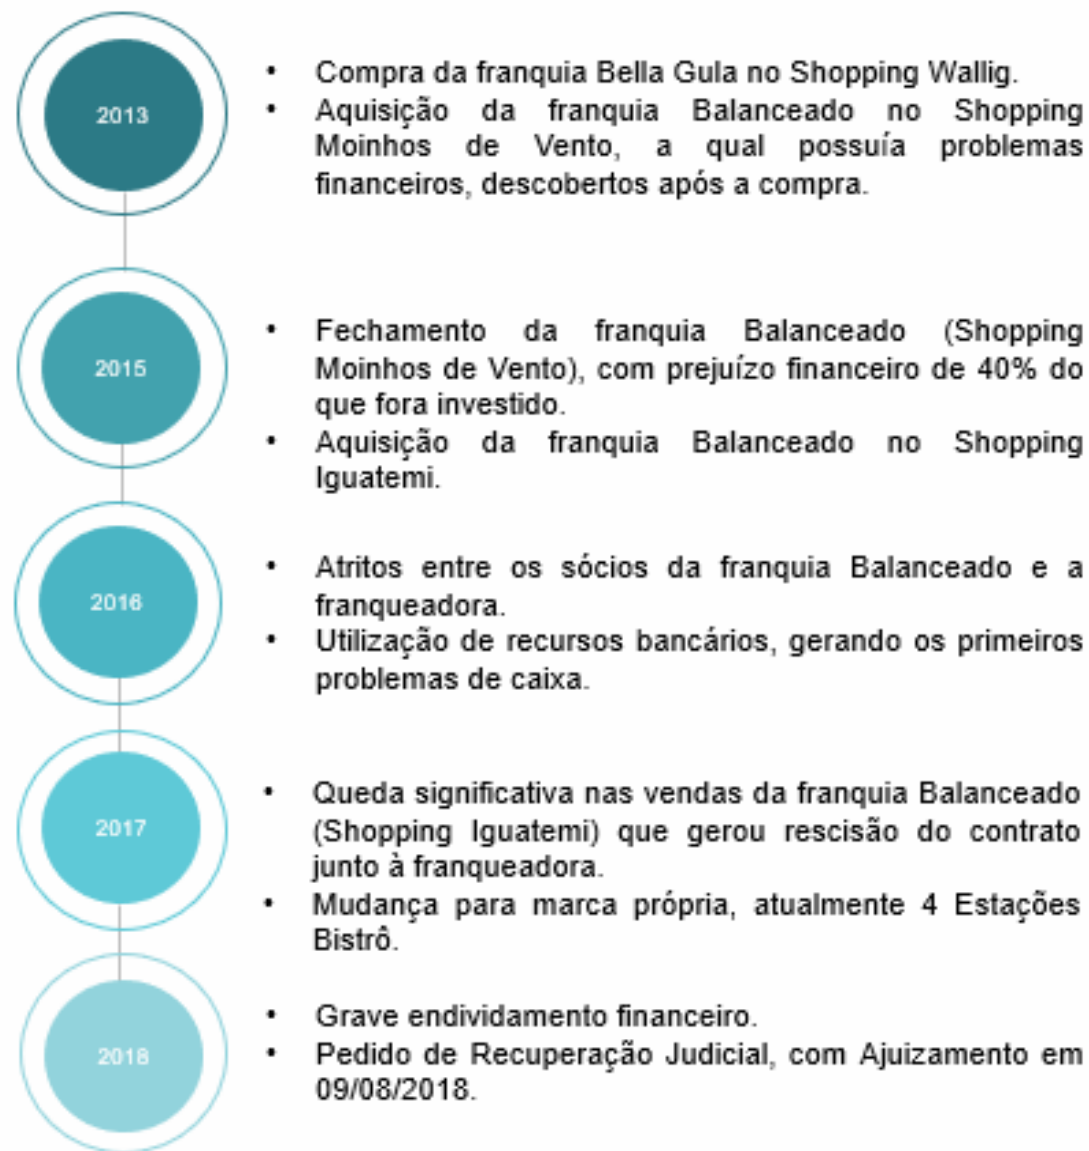 2013
• Compra da franquia Bella Gula no Shopping Wallig.
• Aquisição da franquia Balanceado no Shopping
Moinhos de Vento, a qual possuía problemas
financeiros, descobertos após a compra.
2015
• Fechamento da franquia Balanceado (Shopping
Moinhos de Vento), com prejuízo financeiro de 40% do
que fora investido.
• Aquisição da franquia Balanceado no Shopping
Iguatemi.
2016
• Atritos entre os sócios da franquia Balanceado e a
franqueadora.
• Utilização de recursos bancários, gerando os primeiros
problemas de caixa.
2017
• Queda significativa nas vendas da franquia Balanceado
(Shopping Iguatemi) que gerou rescisão do contrato
junto à franqueadora.
• Mudança para marca própria, atualmente 4 Estações
Bistrô.
2018
• Grave endividamento financeiro.
• Pedido de Recuperação Judicial, com Ajuizamento em
09/08/2018.